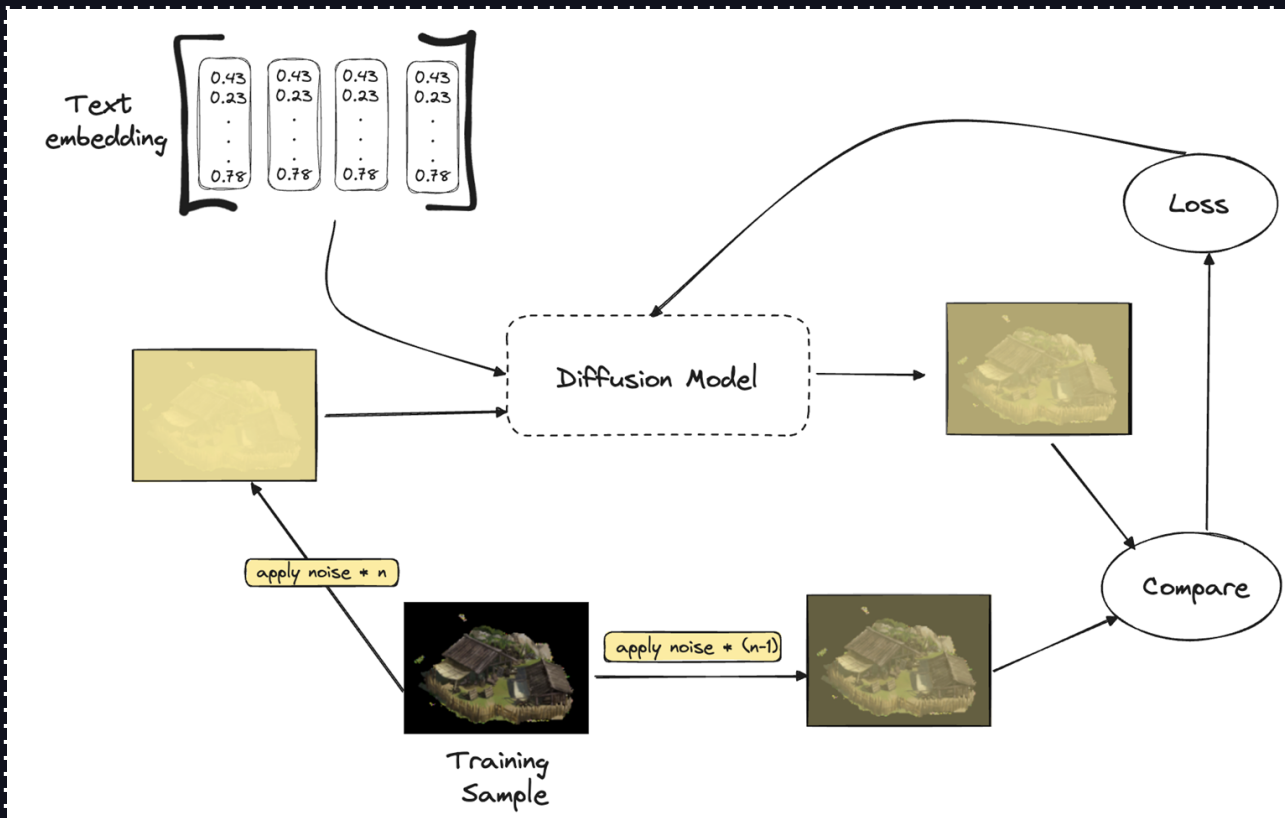 Text
embedding
0.43 0.43 0.43 0.43
0.23 0.23 0.23 0.23
. . . .
. . . .
. . . .
0.78 0.78 0.78 0.78
Loss
Diffusion Model
apply noise * n
Compare
apply noise * (n-1)
Training
Sample